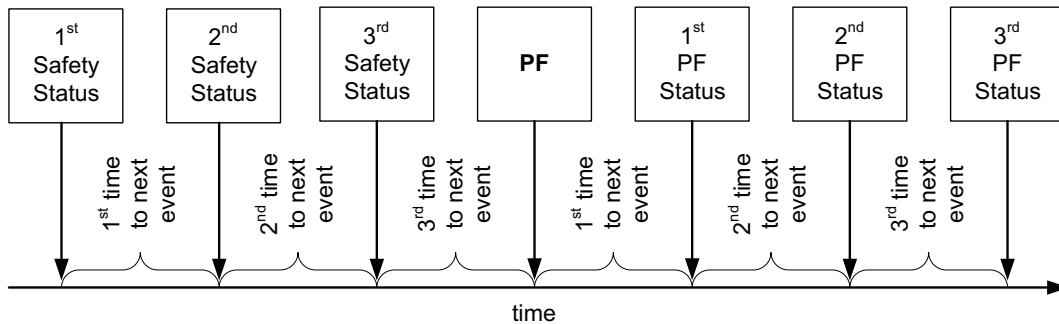 1st
Safety
Status
2nd
Safety
Status
3rd
Safety
Status
PF
1st
PF
Status
2nd
PF
Status
3rd
PF
Status
1st time
to next
event
2nd time
to next
event
3rd time
to next
event
1st time
to next
event
2nd time
to next
event
3rd time
to next
event
time